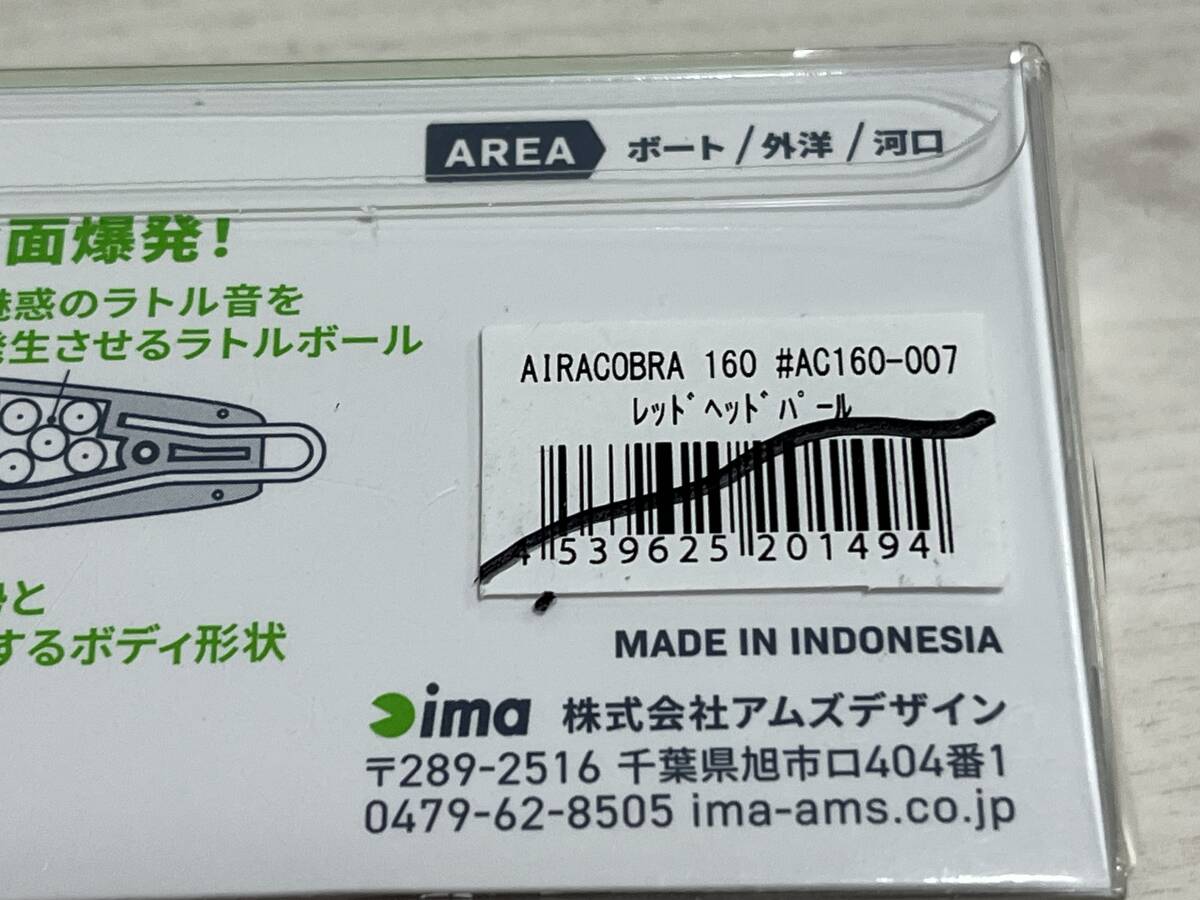 AREA ボート/外洋/河口
面爆発!
惑のラトル音を
生させるラトルボール
AIRACOBRA 160 #AC160-007
レッドヘッドパール
4 539625 201494
と
するボディ形状
MADE IN INDONESIA
ima 株式会社アムズデザイン
〒289-2516 千葉県旭市ロ404番1
0479-62-8505 ima-ams.co.jp